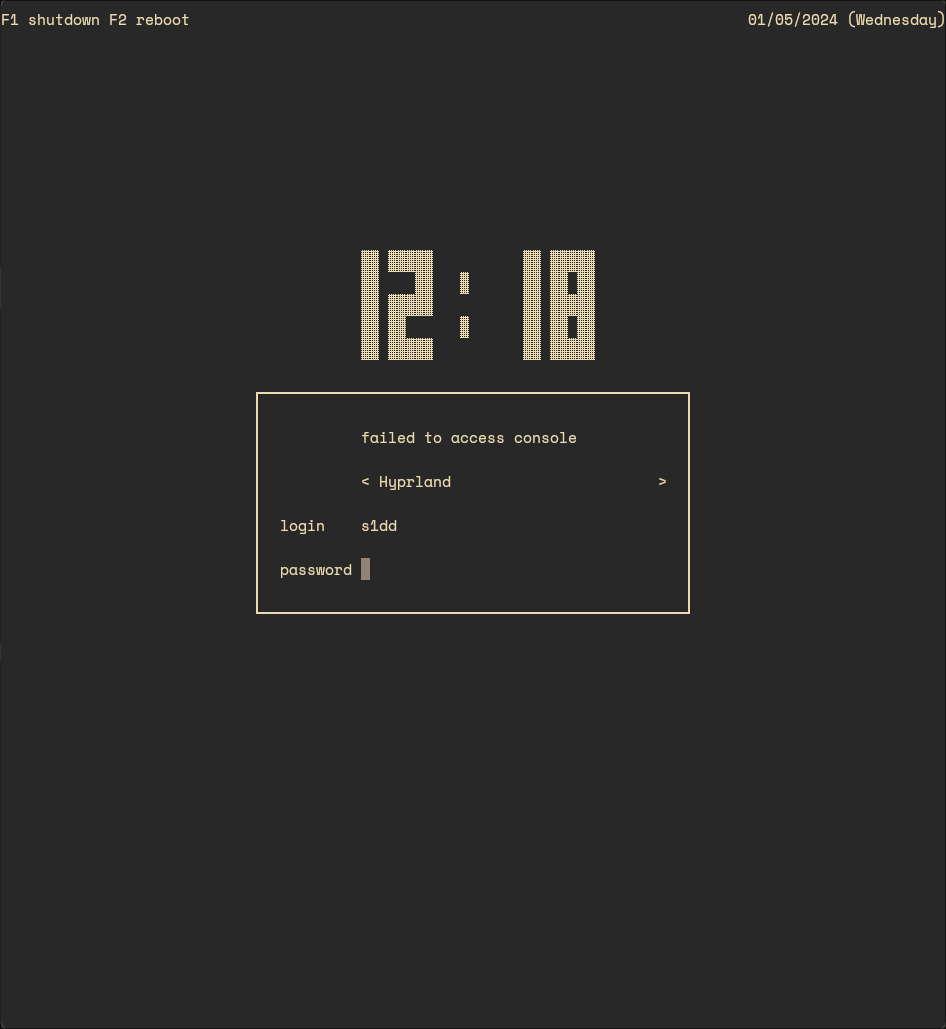 F1 shutdown F2 reboot 01/05/2024 (Wednesday)
12:18
failed to access console
< Hyprland >
login s1dd
password